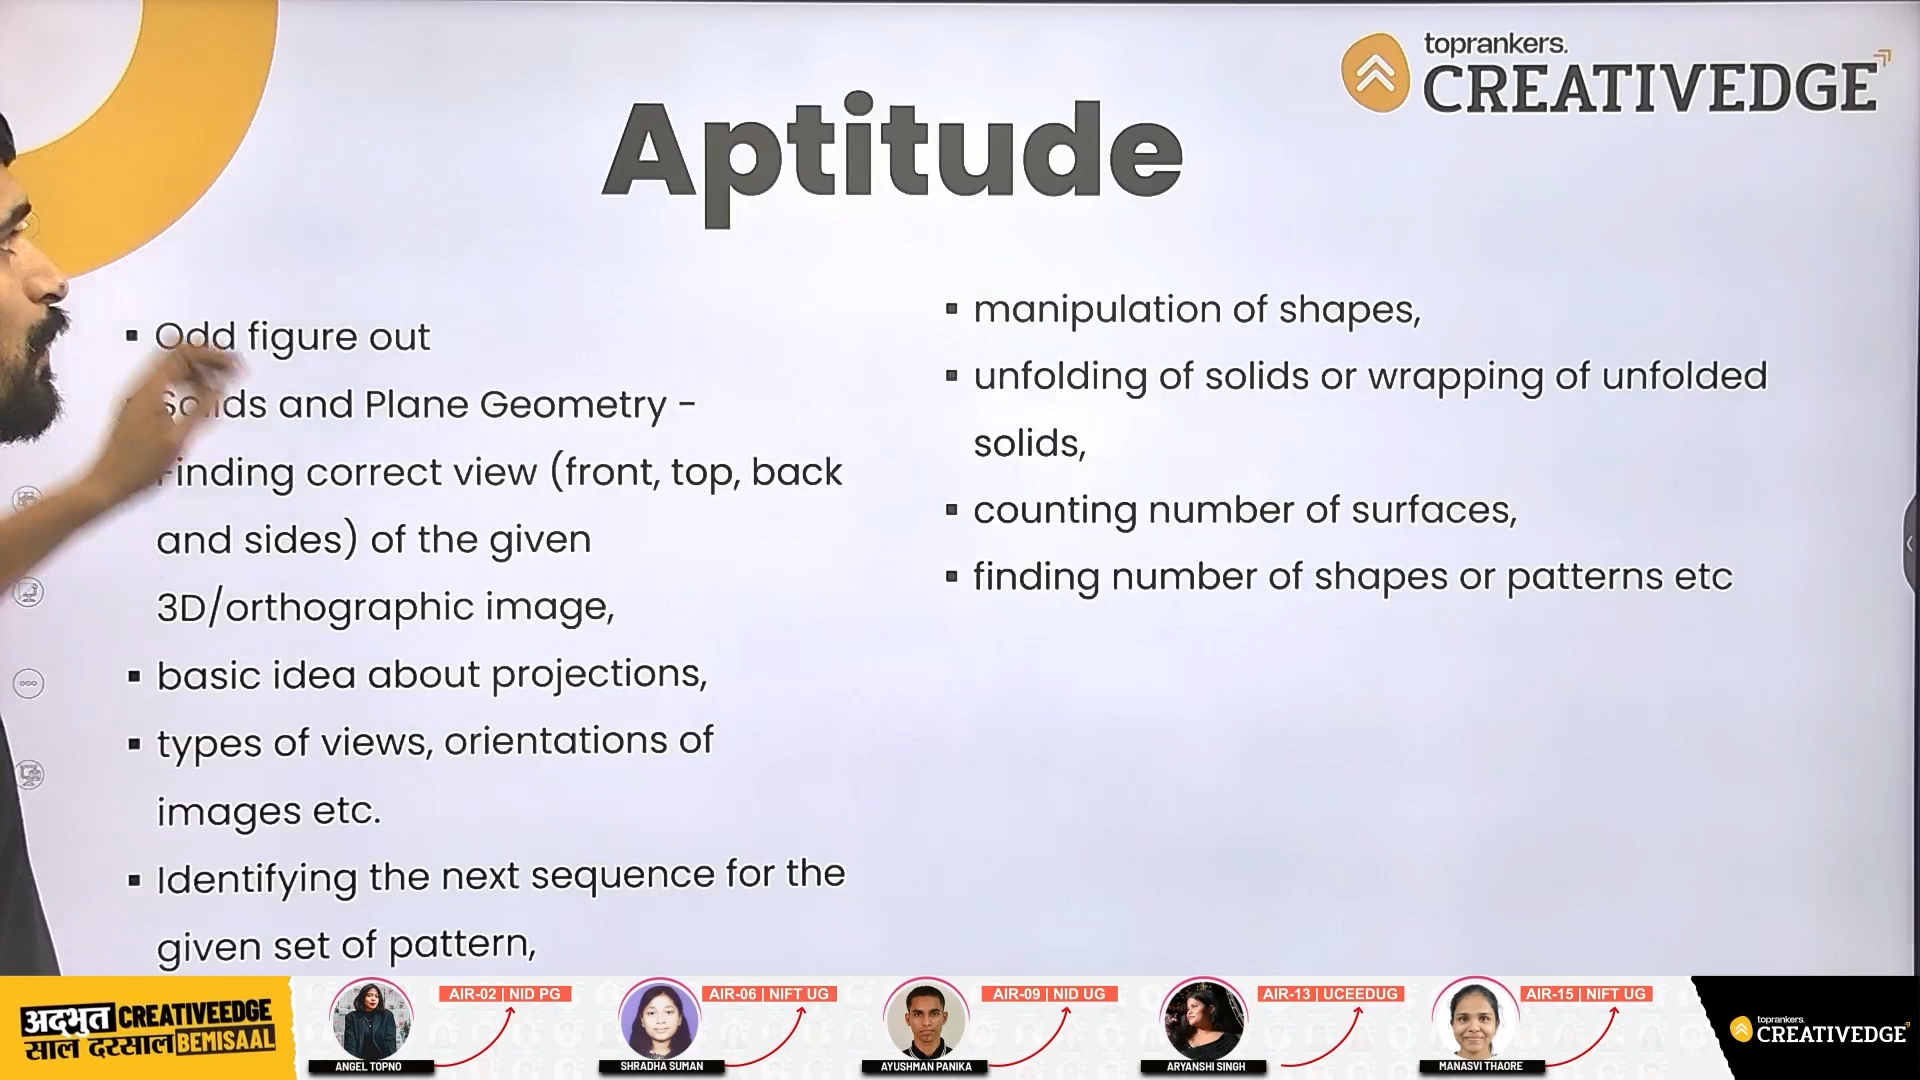 toprankers.
CREATIVEDGE
Aptitude
▪ Odd figure out
Solids and Plane Geometry -
Finding correct view (front, top, back
and sides) of the given
3D/orthographic image,
▪ basic idea about projections,
▪ types of views, orientations of
images etc.
▪ Identifying the next sequence for the
given set of pattern,
▪ manipulation of shapes,
▪ unfolding of solids or wrapping of unfolded
solids,
▪ counting number of surfaces,
▪ finding number of shapes or patterns etc
अदभुत CREATIVEEDGE
साल दरसाल BEMISAAL
AIR-02 | NID PG
ANGEL TOPNO
AIR-06 | NIFT UG
SHRADHA SUMAN
AIR-09 | NID UG
AYUSHMAN PANIKA
AIR-13 | UCEEDUG
ARYANSHI SINGH
AIR-15 | NIFT UG
MANASVI THAORE
toprankers.
CREATIVEDGE